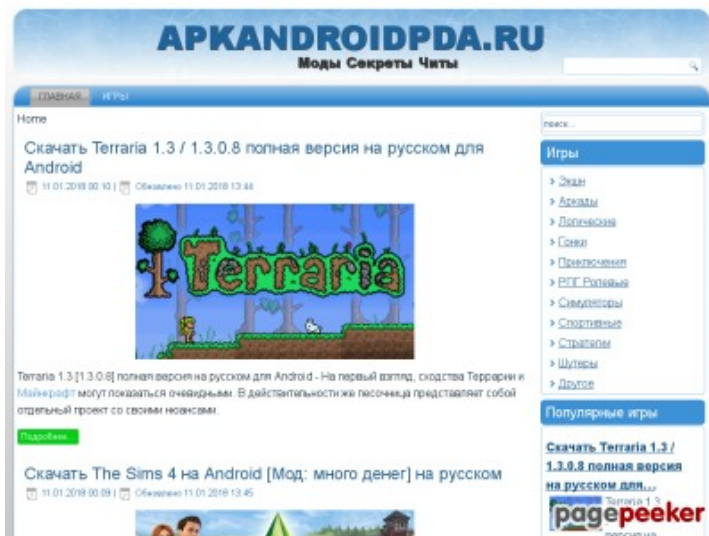 APKANDROIDPDA.RU
Моды Секреты Читы
ГЛАВНАЯ ИГРЫ
Home
Скачать Terraria 1.3 / 1.3.0.8 полная версия на русском для
Android
11.01.2018 00:10 | Обновлено 11.01.2018 13:44
Terraria
Terraria 1.3 [1.3.0.8] полная версия на русском для Android - На первый взгляд, сходства Террарии и
Майнкрафт могут показаться очевидными. В действительности же песочница представляет собой
отдельный проект со своими нюансами.
Подробнее...
Скачать The Sims 4 на Android [Мод: много денег] на русском
11.01.2018 00:09 | Обновлено 11.01.2018 13:45
поиск...
Игры
Экшн
Аркады
Логические
Гонки
Приключения
РПГ Ролевые
Симуляторы
Спортивные
Стратегии
Шутеры
Другое
Популярные игры
Скачать Terraria 1.3 /
1.3.0.8 полная версия
на русском для...
Terraria 1.3
версия на
pagepeeker